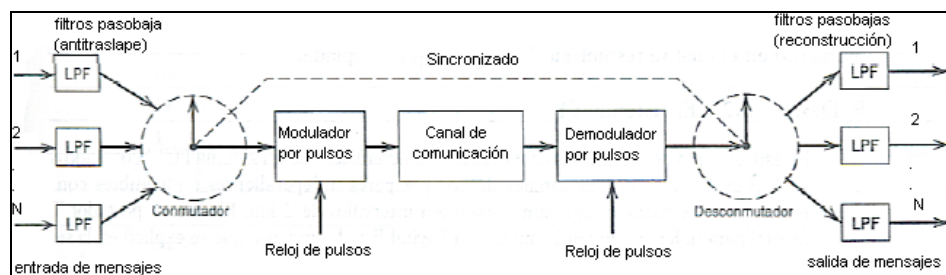 filtros pasobaja
(antitraslape)
filtros pasobajas
(reconstrucción)
1
LPF
Sincronizado
LPF
1
2
LPF
Modulador
por pulsos
Canal de
comunicación
Demodulador
por pulsos
LPF
2
N
LPF
Conmutador
Desconmutador
LPF
N
entrada de mensajes
Reloj de pulsos
Reloj de pulsos
salida de mensajes